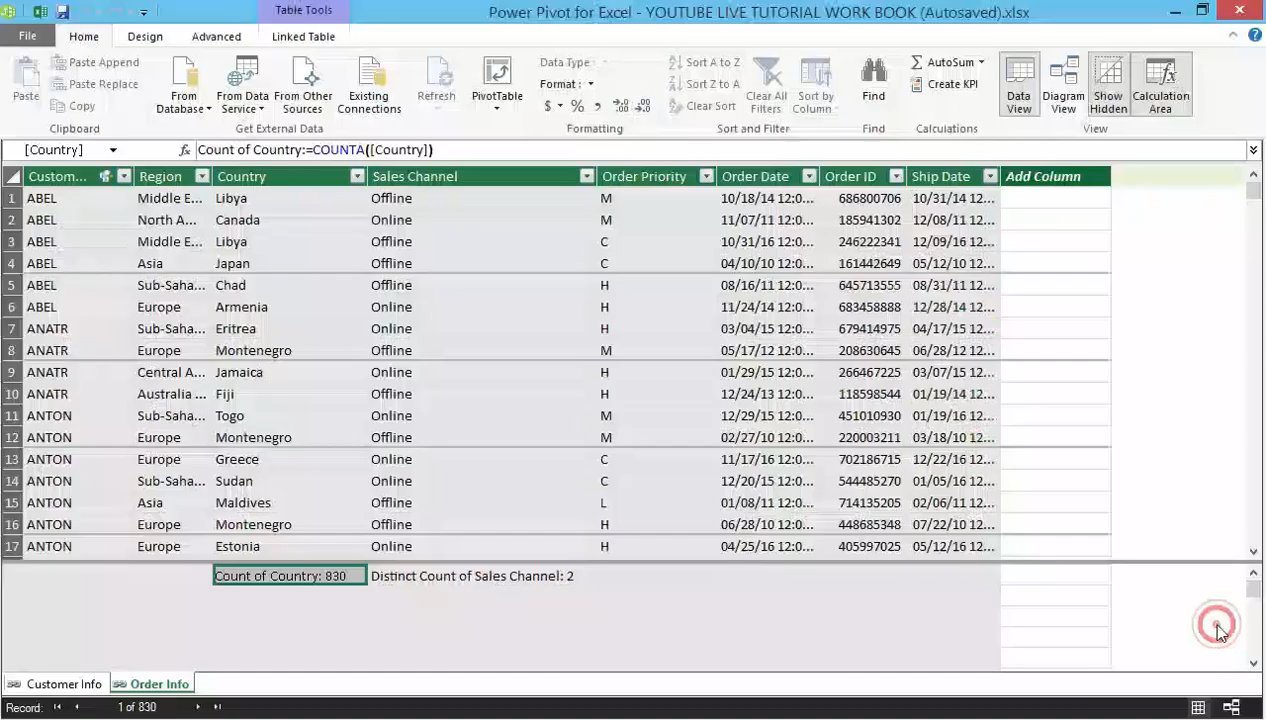 Table Tools
Power Pivot for Excel - YOUTUBE LIVE TUTORIAL WORK BOOK (Autosaved).xlsx
File Home Design Advanced Linked Table
Paste Paste Append Paste Replace Copy
From Database From Data Service From Other Sources Existing Connections
Refresh PivotTable
Data Type : Format : $ % ,
Sort A to Z Sort Z to A Clear Sort Clear All Filters Sort by Column
Find
AutoSum Create KPI
Data View Diagram View Show Hidden Calculation Area
Clipboard Get External Data Formatting Sort and Filter Find Calculations View
[Country] fx Count of Country:=COUNTA([Country])
Custom... Region Country Sales Channel Order Priority Order Date Order ID Ship Date Add Column
1 ABEL Middle E... Libya Offline M 10/18/14 12:0... 686800706 10/31/14 12...
2 ABEL North A... Canada Online M 11/07/11 12:0... 185941302 12/08/11 12...
3 ABEL Middle E... Libya Offline C 10/31/16 12:0... 246222341 12/09/16 12...
4 ABEL Asia Japan Offline C 04/10/10 12:0... 161442649 05/12/10 12...
5 ABEL Sub-Saha... Chad Offline H 08/16/11 12:0... 645713555 08/31/11 12...
6 ABEL Europe Armenia Online H 11/24/14 12:0... 683458888 12/28/14 12...
7 ANATR Sub-Saha... Eritrea Online H 03/04/15 12:0... 679414975 04/17/15 12...
8 ANATR Europe Montenegro Offline M 05/17/12 12:0... 208630645 06/28/12 12...
9 ANATR Central A... Jamaica Online H 01/29/15 12:0... 266467225 03/07/15 12...
10 ANATR Australia ... Fiji Offline H 12/24/13 12:0... 118598544 01/19/14 12...
11 ANTON Sub-Saha... Togo Online M 12/29/15 12:0... 451010930 01/19/16 12...
12 ANTON Europe Montenegro Offline M 02/27/10 12:0... 220003211 03/18/10 12...
13 ANTON Europe Greece Online C 11/17/16 12:0... 702186715 12/22/16 12...
14 ANTON Sub-Saha... Sudan Online C 12/20/15 12:0... 544485270 01/05/16 12...
15 ANTON Asia Maldives Offline L 01/08/11 12:0... 714135205 02/06/11 12...
16 ANTON Europe Montenegro Offline H 06/28/10 12:0... 448685348 07/22/10 12...
17 ANTON Europe Estonia Online H 04/25/16 12:0... 405997025 05/12/16 12...
Count of Country: 830 Distinct Count of Sales Channel: 2
Customer Info Order Info
Record: 1 of 830